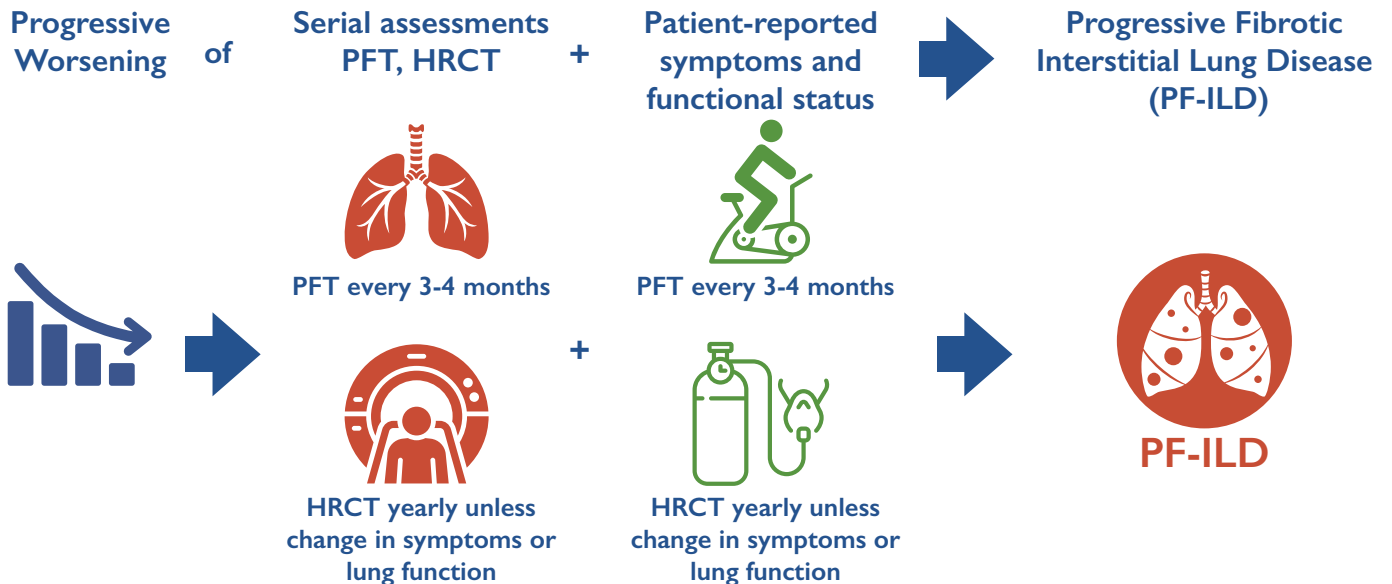 Progressive
Worsening
of
Serial assessments
PFT, HRCT
+
Patient-reported
symptoms and
functional status
Progressive Fibrotic
Interstitial Lung Disease
(PF-ILD)
PFT every 3-4 months
PFT every 3-4 months
+
HRCT yearly unless
change in symptoms or
lung function
HRCT yearly unless
change in symptoms or
lung function
PF-ILD